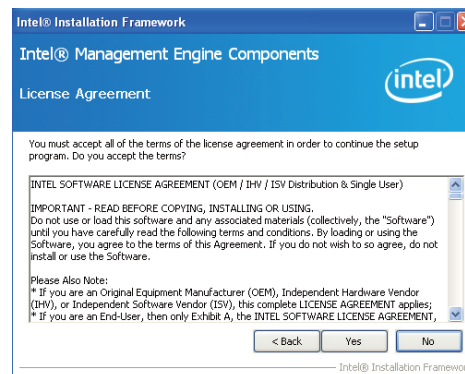 Intel® Installation Framework
Intel® Management Engine Components
intel
License Agreement
You must accept all of the terms of the license agreement in order to continue the setup
program. Do you accept the terms?
INTEL SOFTWARE LICENSE AGREEMENT (OEM / IHV / ISV Distribution & Single User)
IMPORTANT - READ BEFORE COPYING, INSTALLING OR USING.
Do not use or load this software and any associated materials (collectively, the "Software")
until you have carefully read the following terms and conditions. By loading or using the
Software, you agree to the terms of this Agreement. If you do not wish to so agree, do not
install or use the Software.
Please Also Note:
* If you are an Original Equipment Manufacturer (OEM), Independent Hardware Vendor
(IHV), or Independent Software Vendor (ISV), this complete LICENSE AGREEMENT applies;
* If you are an End-User, then only Exhibit A, the INTEL SOFTWARE LICENSE AGREEMENT,
< Back
Yes
No
Intel® Installation Framewor